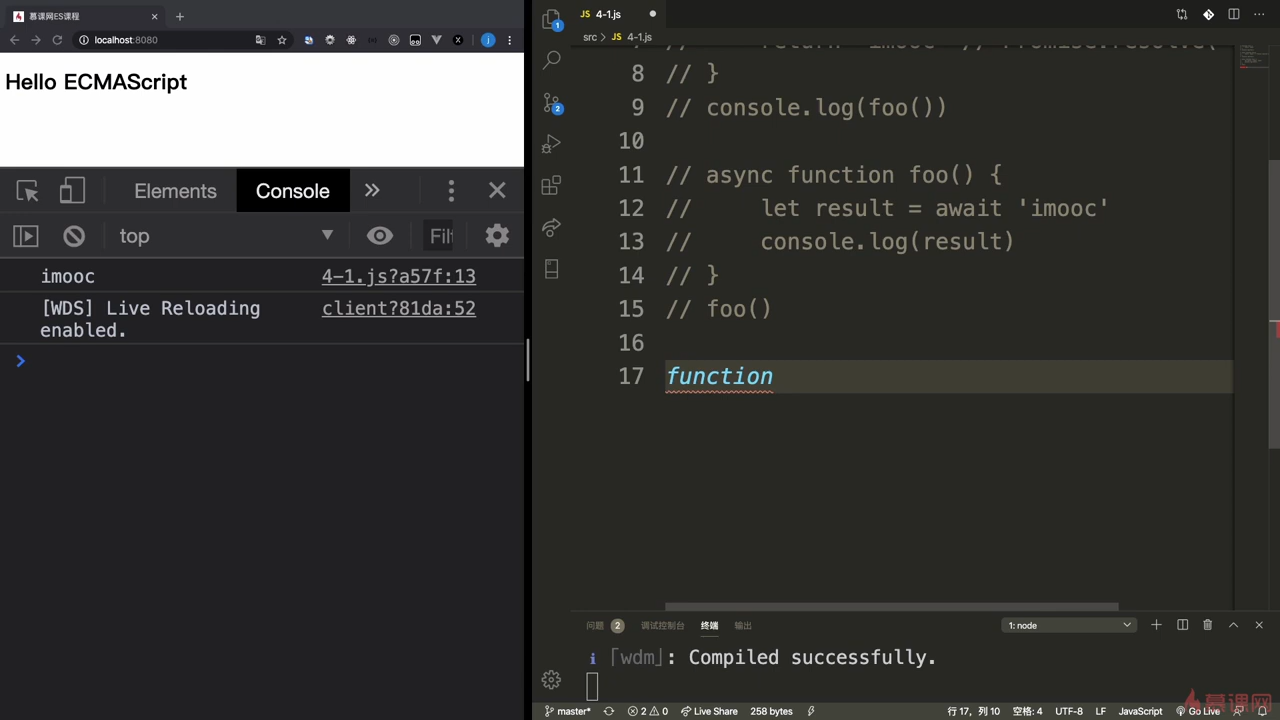 慕课网ES课程
localhost:8080
Hello ECMAScript
Elements
Console
top
Fil
imooc
4-1.js?a57f:13
[WDS] Live Reloading
enabled.
client?81da:52
JS 4-1.js
src > JS 4-1.js
8 // }
9 // console.log(foo())
10
11 // async function foo() {
12 //     let result = await 'imooc'
13 //     console.log(result)
14 // }
15 // foo()
16
17 function
问题 2 调试控制台 终端 输出
1: node
i ｢wdm｣: Compiled successfully.
master* 2 0 Live Share 258 bytes
行 17, 列 10 空格: 4 UTF-8 LF JavaScript Go Live
慕课网